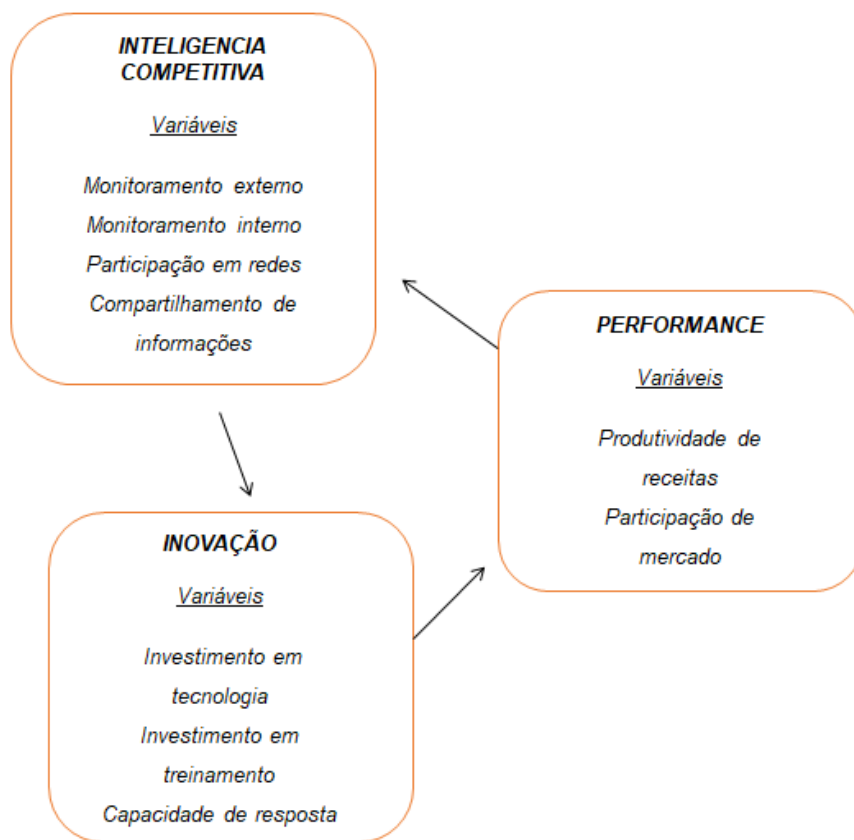 INTELIGENCIA
COMPETITIVA
Variáveis
Monitoramento externo
Monitoramento interno
Participação em redes
Compartilhamento de
informações
PERFORMANCE
Variáveis
Produtividade de
receitas
Participação de
mercado
INOVAÇÃO
Variáveis
Investimento em
tecnologia
Investimento em
treinamento
Capacidade de resposta